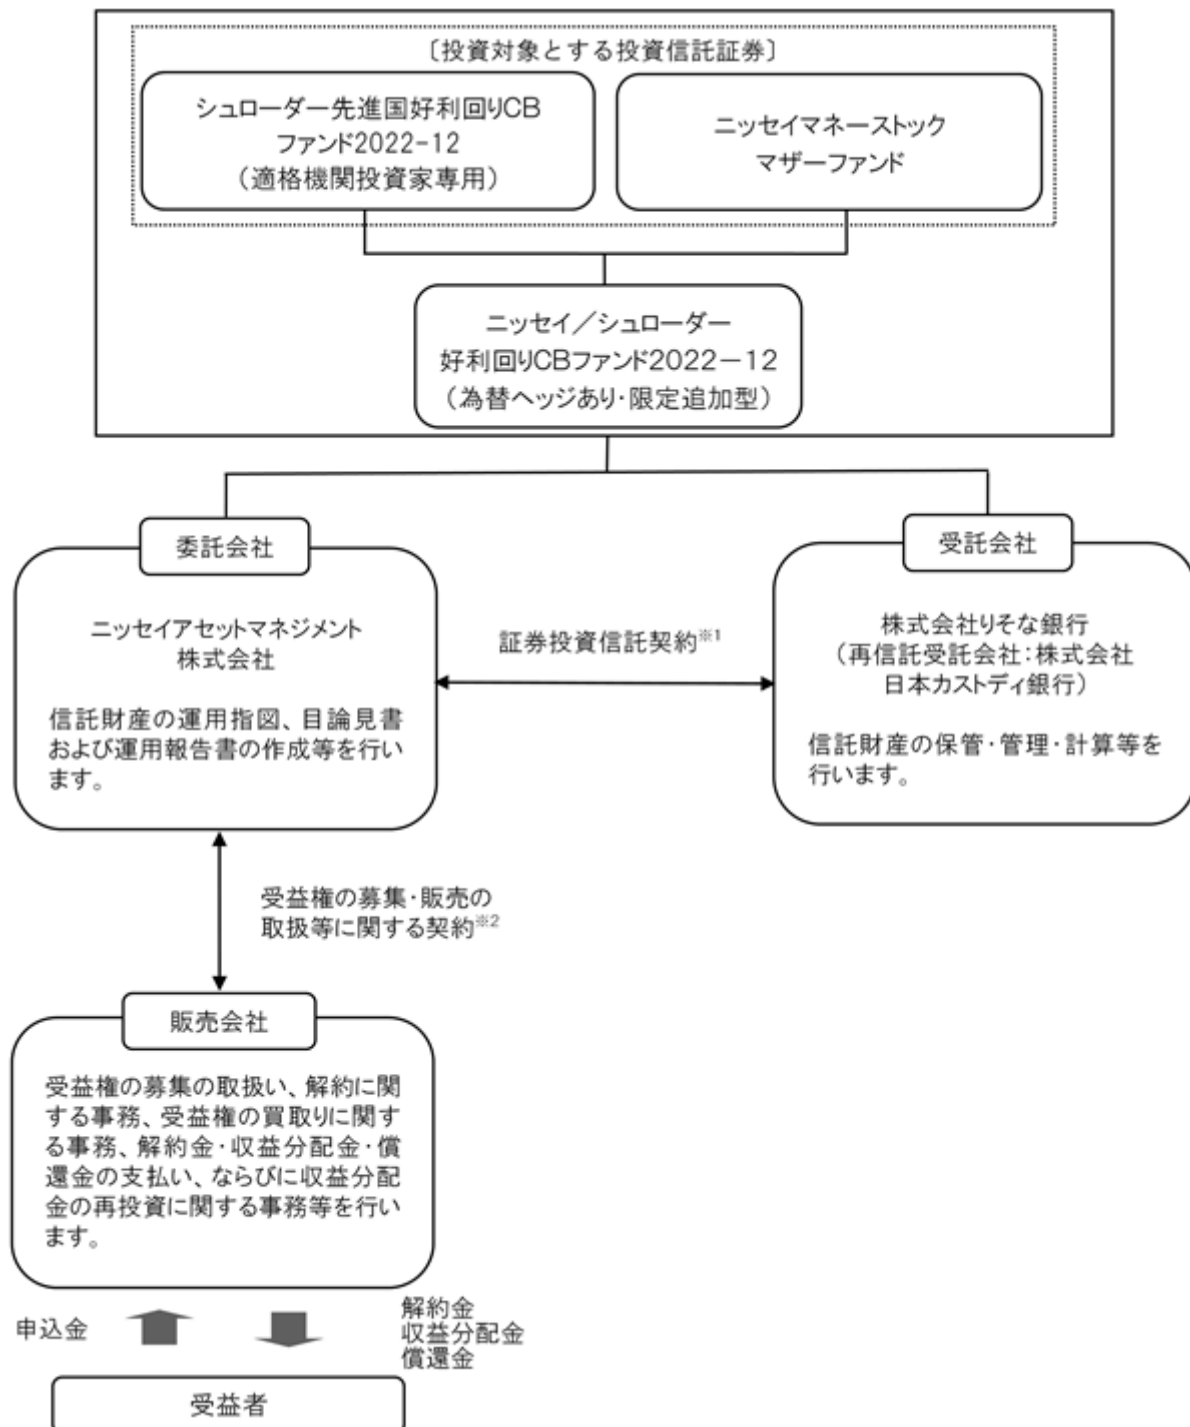 〔投資対象とする投資信託証券〕
シュローダー先進国好利回りCB
ファンド2022-12
（適格機関投資家専用）
ニッセイマネーストック
マザーファンド
ニッセイ／シュローダー
好利回りCBファンド2022－12
（為替ヘッジあり・限定追加型）
委託会社
ニッセイアセットマネジメント
株式会社
信託財産の運用指図、目論見書
および運用報告書の作成等を行い
ます。
証券投資信託契約※1
受託会社
株式会社りそな銀行
（再信託受託会社：株式会社
日本カストディ銀行）
信託財産の保管・管理・計算等を
行います。
受益権の募集・販売の
取扱等に関する契約※2
販売会社
受益権の募集の取扱い、解約に関
する事務、受益権の買取りに関す
る事務、解約金・収益分配金・償
還金の支払い、ならびに収益分配
金の再投資に関する事務等を行い
ます。
申込金
解約金
収益分配金
償還金
受益者